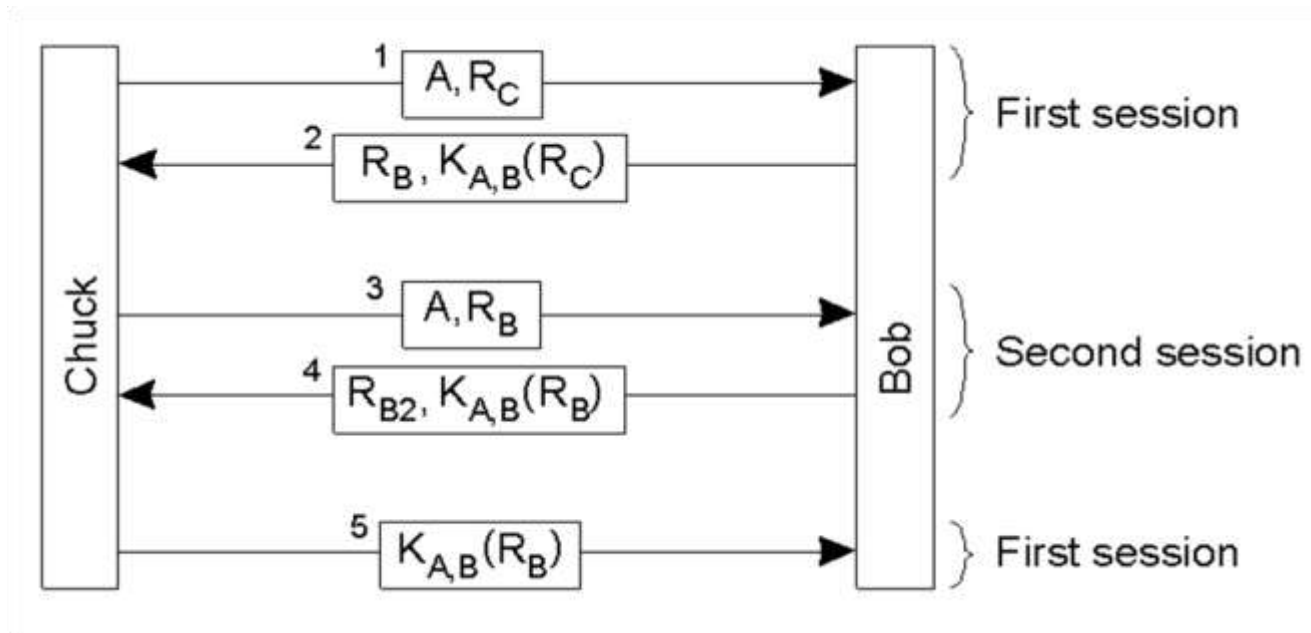 1
A, R_C
First session
2
R_B, K_A,B(R_C)
Chuck
3
A, R_B
Bob
Second session
4
R_B2, K_A,B(R_B)
5
K_A,B(R_B)
First session